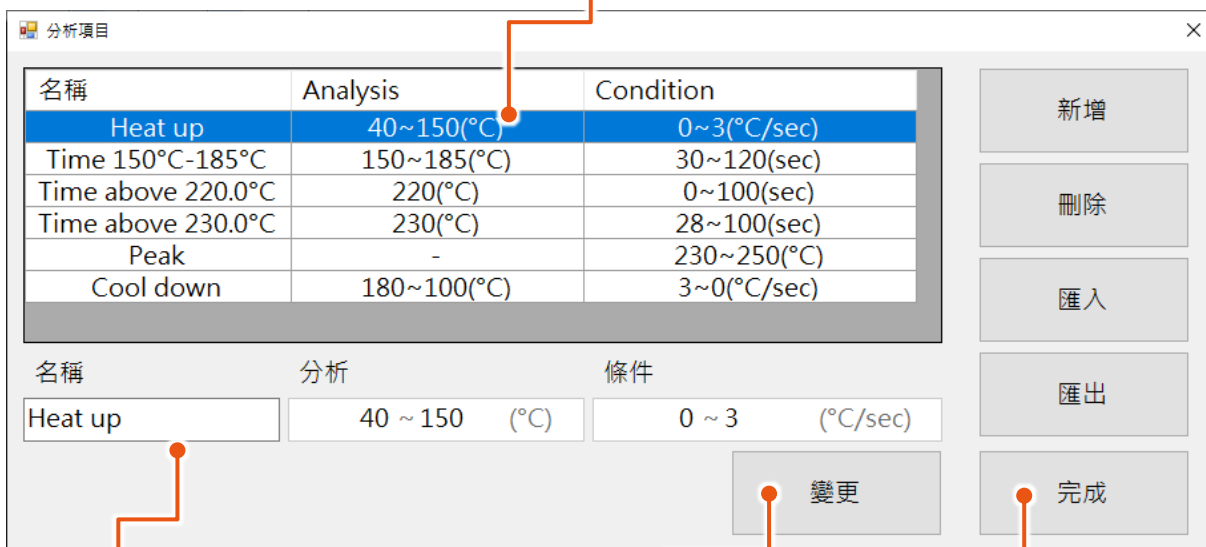 分析項目
名稱 Analysis Condition
Heat up 40~150(°C) 0~3(°C/sec)
Time 150°C-185°C 150~185(°C) 30~120(sec)
Time above 220.0°C 220(°C) 0~100(sec)
Time above 230.0°C 230(°C) 28~100(sec)
Peak - 230~250(°C)
Cool down 180~100(°C) 3~0(°C/sec)
新增
刪除
匯入
匯出
名稱 分析 條件
Heat up 40 ~ 150 (°C) 0 ~ 3 (°C/sec)
變更 完成